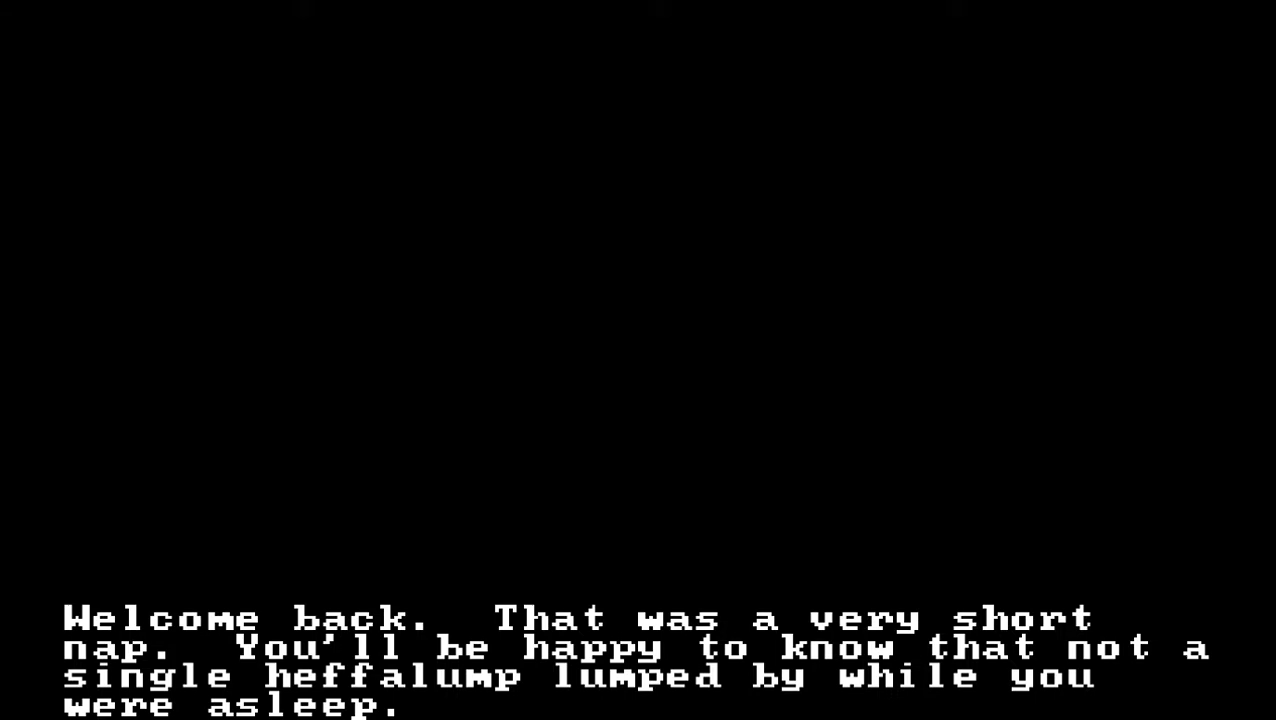 Welcome back.  That was a very short
nap.  You'll be happy to know that not a
single heffalump lumped by while you
were asleep.